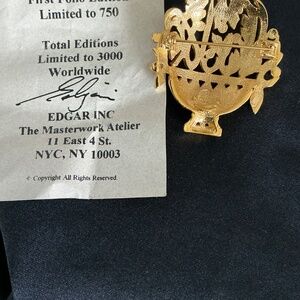 First Folio Edition
Limited to 750
Total Editions
Limited to 3000
Worldwide
EDGAR INC
The Masterwork Atelier
11 East 4 St.
NYC, NY 10003
© Copyright All Rights Reserved